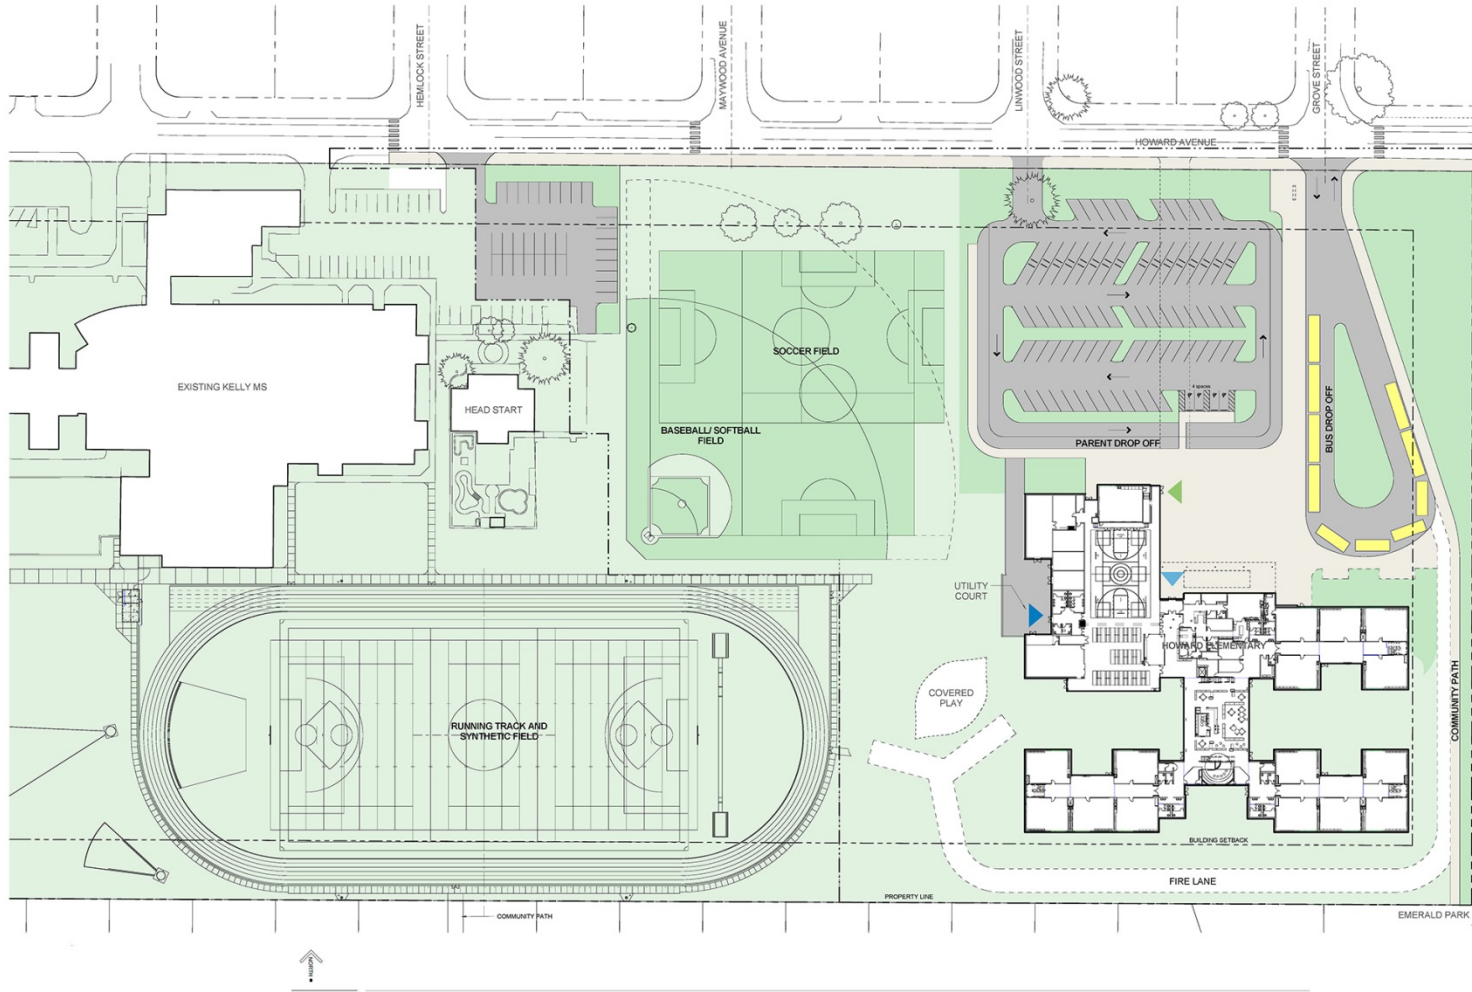 HEMLOCK STREET
MAYWOOD AVENUE
LINWOOD STREET
GROVE STREET
HOWARD AVENUE
EXISTING KELLY MS
HEAD START
SOCCER FIELD
BASEBALL/ SOFTBALL
FIELD
4 spaces
PARENT DROP OFF
BUS DROP OFF
UTILITY
COURT
HOWARD ELEMENTARY
COVERED
PLAY
RUNNING TRACK AND
SYNTHETIC FIELD
COMMUNITY PATH
BUILDING SETBACK
FIRE LANE
PROPERTY LINE
COMMUNITY PATH
EMERALD PARK
NORTH